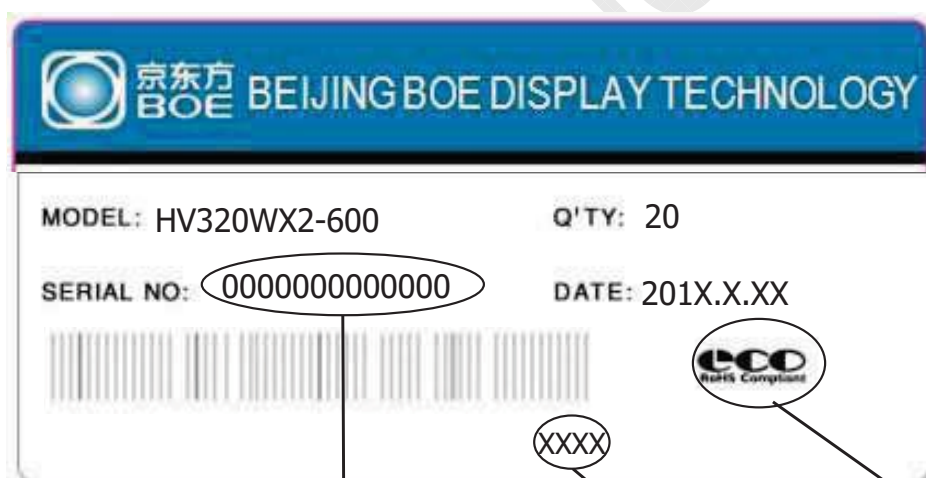 京东方
BOE BEIJING BOE DISPLAY TECHNOLOGY
MODEL: HV320WX2-600 Q'TY: 20
SERIAL NO: 0000000000000 DATE: 201X.X.XX
eco
RoHS Compliant
XXXX